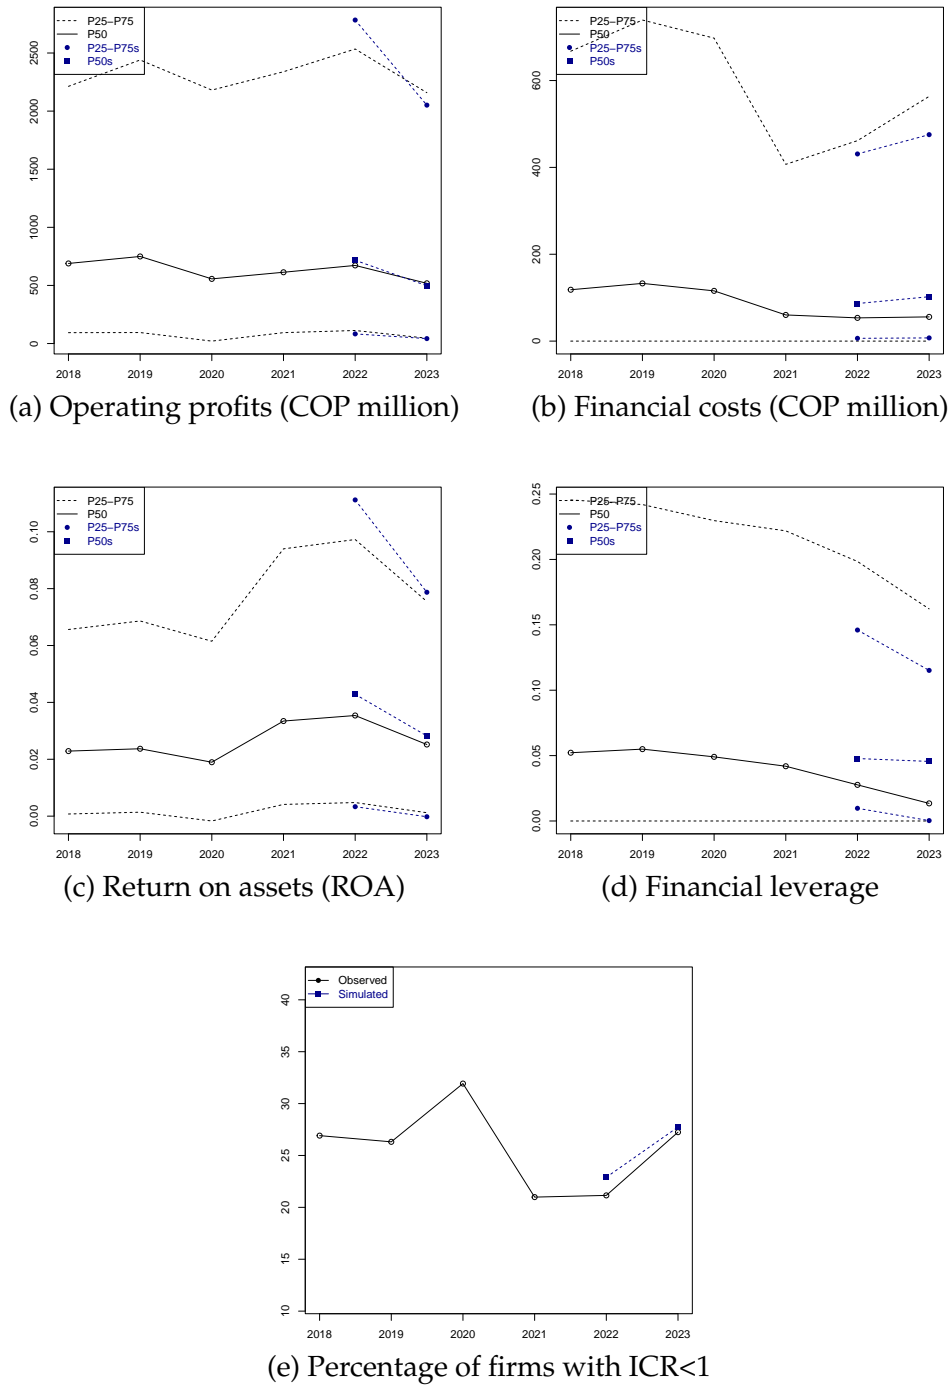 P25−P75
P50
P25−P75s
P50s
0 500 1000 1500 2000 2500
2018 2019 2020 2021 2022 2023
(a) Operating profits (COP million)
P25−P75
P50
P25−P75s
P50s
0 200 400 600
2018 2019 2020 2021 2022 2023
(b) Financial costs (COP million)
P25−P75
P50
P25−P75s
P50s
0.00 0.02 0.04 0.06 0.08 0.10
2018 2019 2020 2021 2022 2023
(c) Return on assets (ROA)
P25−P75
P50
P25−P75s
P50s
0.00 0.05 0.10 0.15 0.20 0.25
2018 2019 2020 2021 2022 2023
(d) Financial leverage
Observed
Simulated
10 15 20 25 30 35 40
2018 2019 2020 2021 2022 2023
(e) Percentage of firms with ICR<1